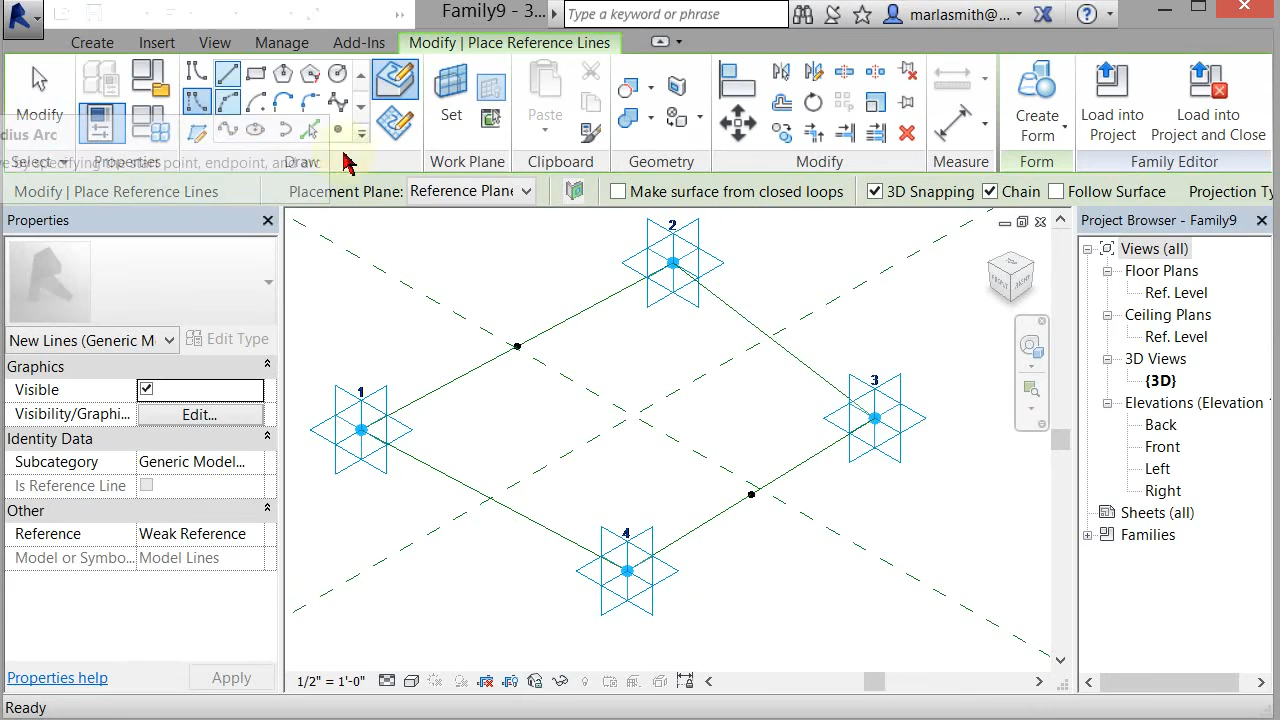 Family9 - 3...
Type a keyword or phrase
marlasmith@...
Create Insert View Manage Add-Ins Modify | Place Reference Lines
Modify
Set
Paste
Create
Form
Load into
Project
Load into
Project and Close
dius Arc
Select Properties Draw Work Plane Clipboard Geometry Modify Measure Form Family Editor
Modify | Place Reference Lines
Placement Plane: Reference Plane
Make surface from closed loops
3D Snapping
Chain
Follow Surface
Projection Ty
Properties
New Lines (Generic M
Edit Type
Graphics
Visible
Visibility/Graphi... Edit...
Identity Data
Subcategory Generic Model...
Is Reference Line
Other
Reference Weak Reference
Model or Symbo... Model Lines
Properties help
Apply
2
1
3
4
1/2" = 1'-0"
Project Browser - Family9
Views (all)
Floor Plans
Ref. Level
Ceiling Plans
Ref. Level
3D Views
{3D}
Elevations (Elevation
Back
Front
Left
Right
Sheets (all)
Families
Ready